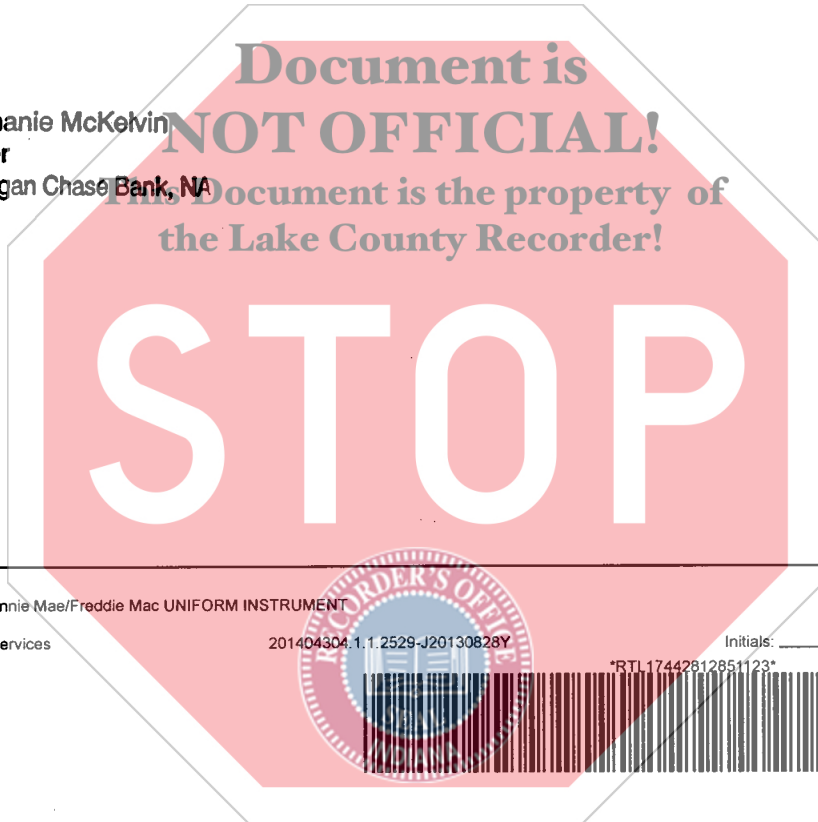 Document is
NOT OFFICIAL!
anie McKelvin
r
gan Chase Bank, NA
This Document is the property of
the Lake County Recorder!
STOP
nnie Mae/Freddie Mac UNIFORM INSTRUMENT
ervices
201404304.1.1.2529-J20130828Y
Initials:
*RTL17442812851123*
RECORDER'S OFFICE
SEAL
INDIANA